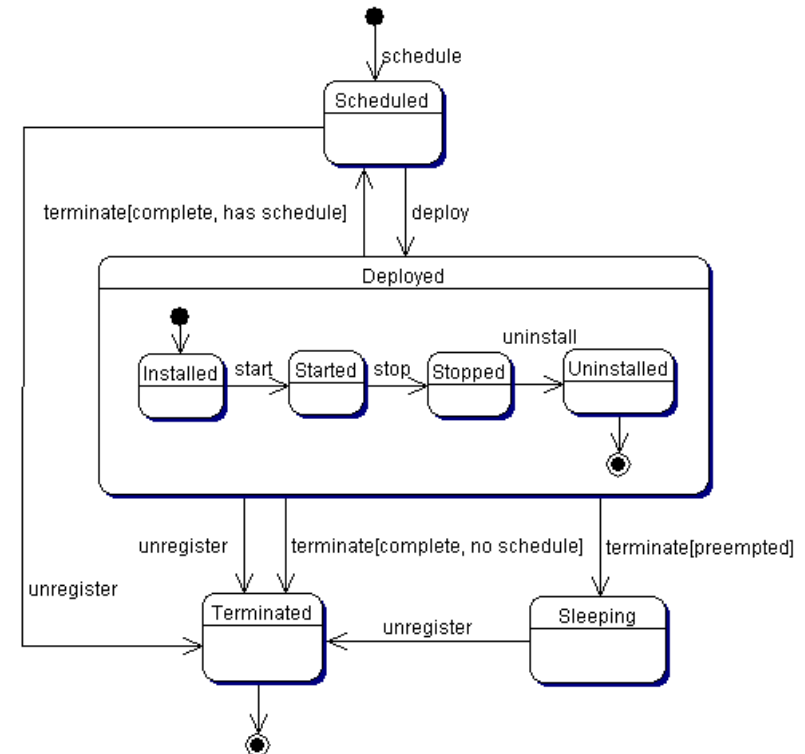 schedule
Scheduled
terminate[complete, has schedule]
deploy
Deployed
uninstall
Installed
start
Started
stop
Stopped
Uninstalled
unregister
terminate[complete, no schedule]
terminate[preempted]
unregister
Terminated
unregister
Sleeping